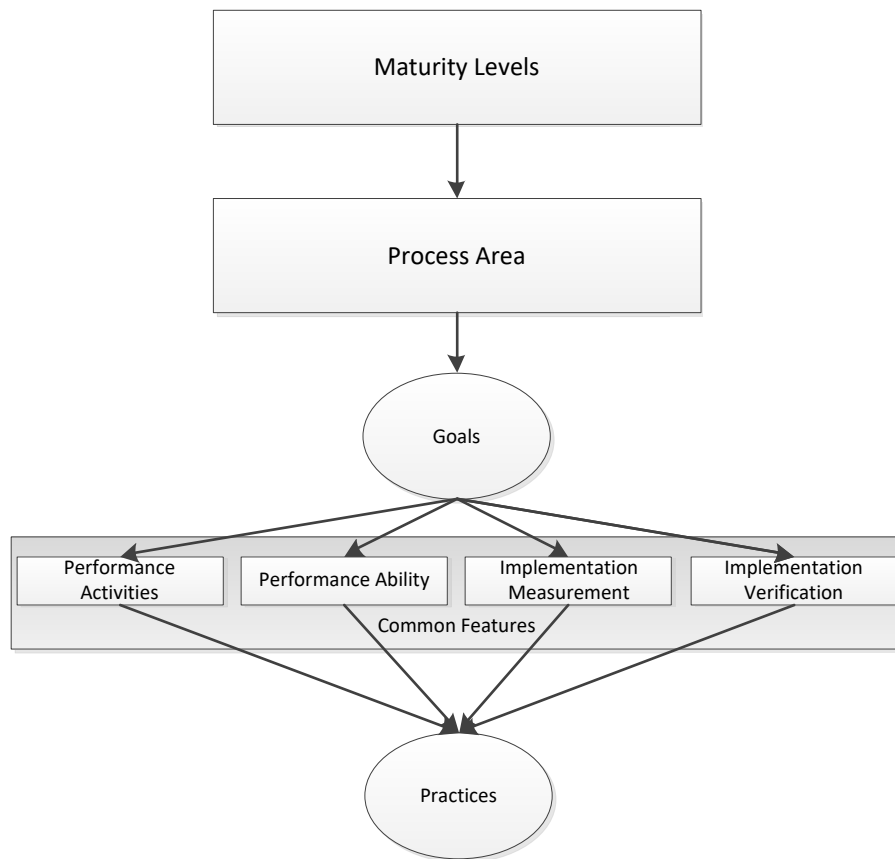 Maturity Levels
Process Area
Goals
Performance
Activities
Performance Ability
Implementation
Measurement
Implementation
Verification
Common Features
Practices